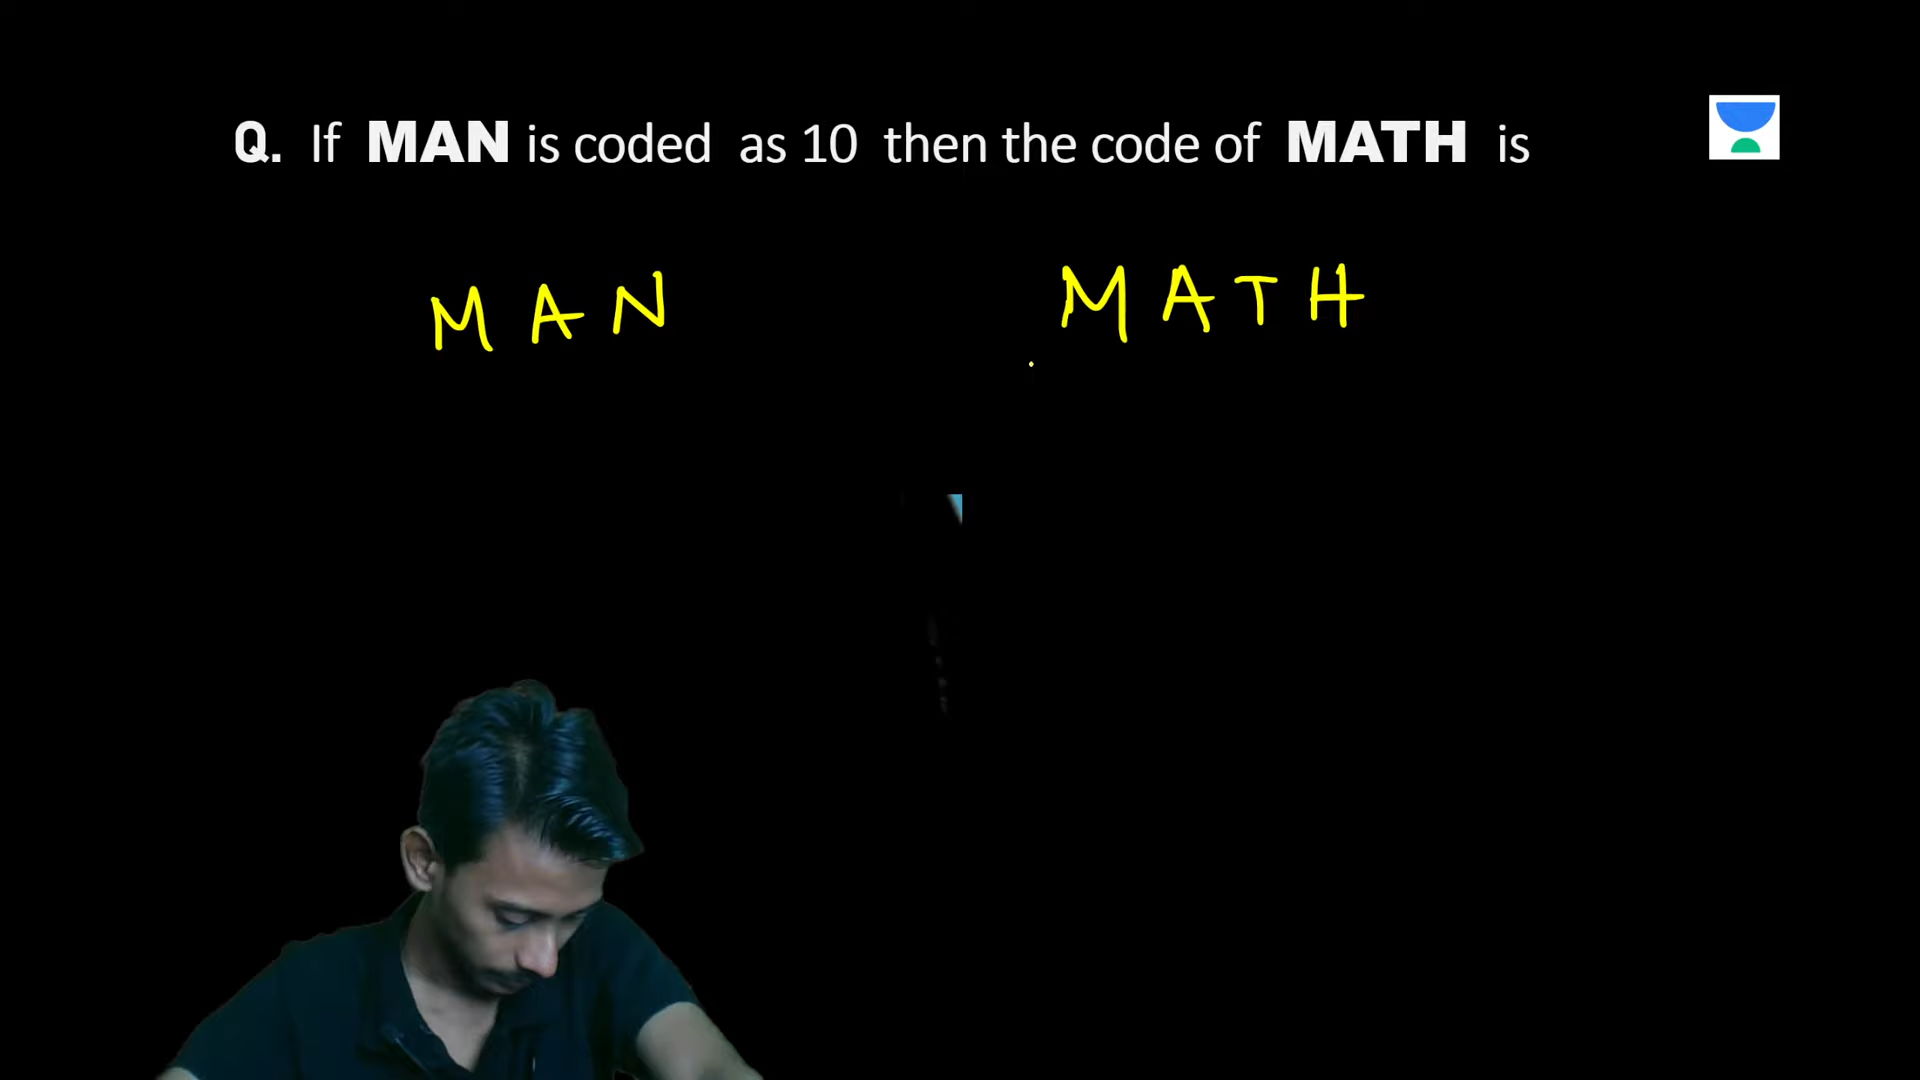 Q. If MAN is coded as 10 then the code of MATH is
MAN MATH